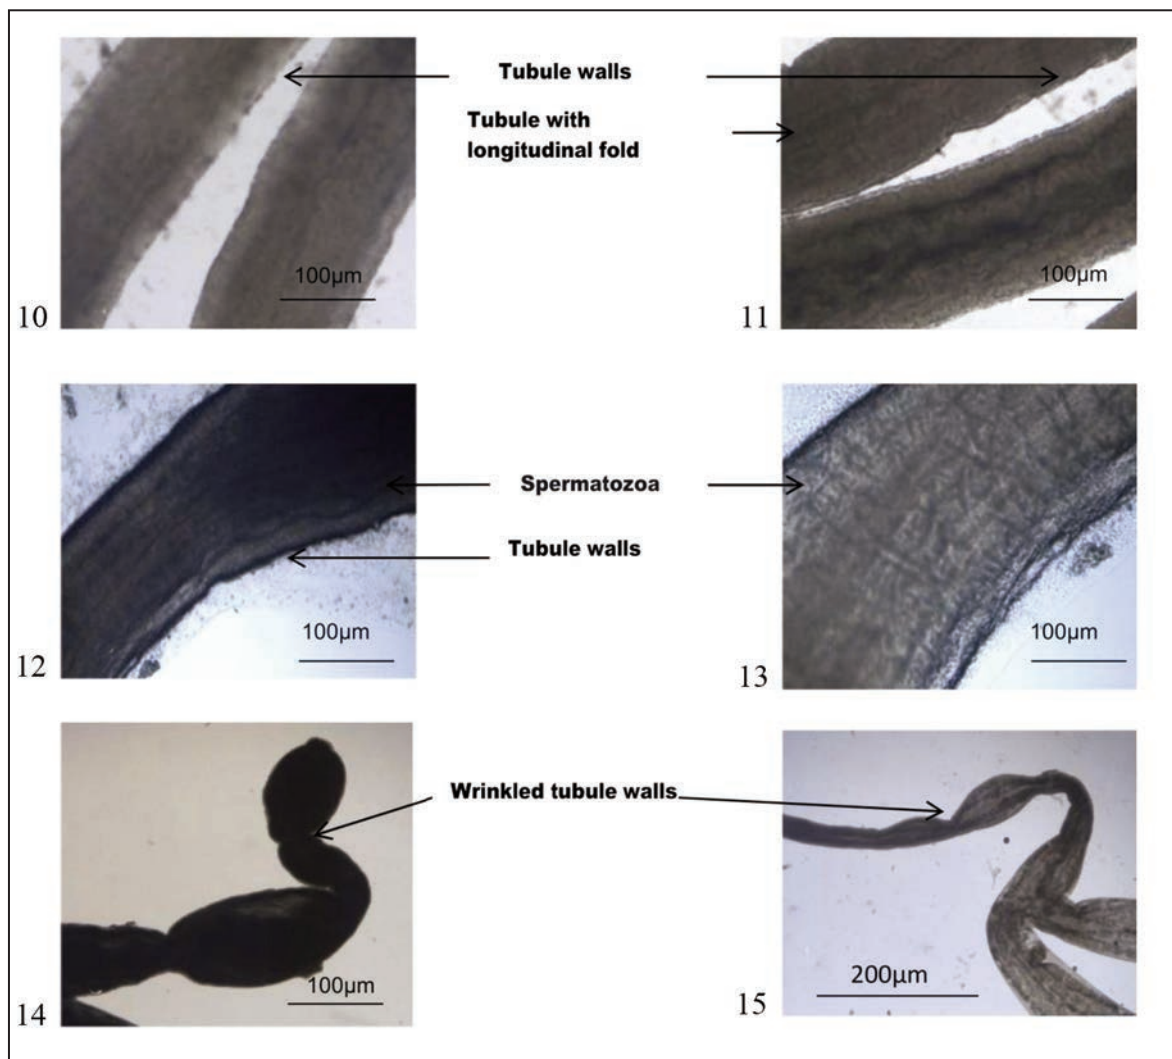 Tubule walls
Tubule with
longitudinal fold
100µm
100µm
10
11
Spermatozoa
Tubule walls
100µm
100µm
12
13
Wrinkled tubule walls
100µm
200µm
14
15